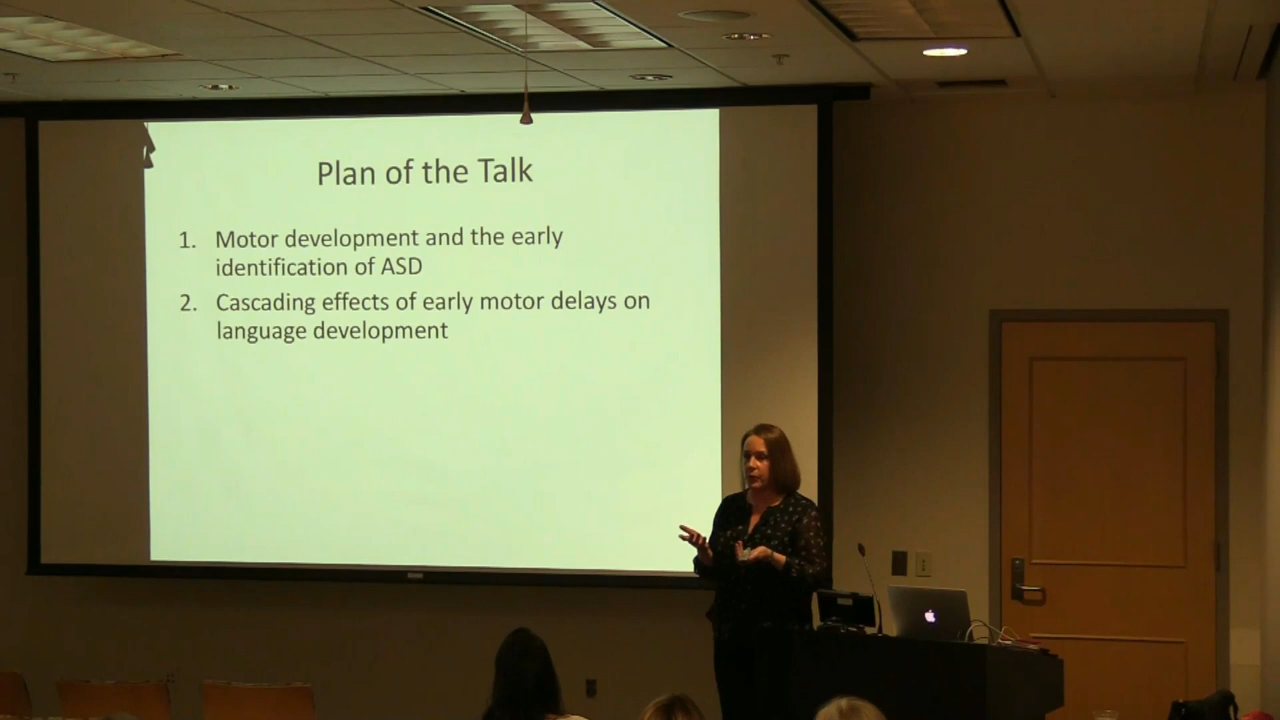 Plan of the Talk
1. Motor development and the early
identification of ASD
2. Cascading effects of early motor delays on
language development